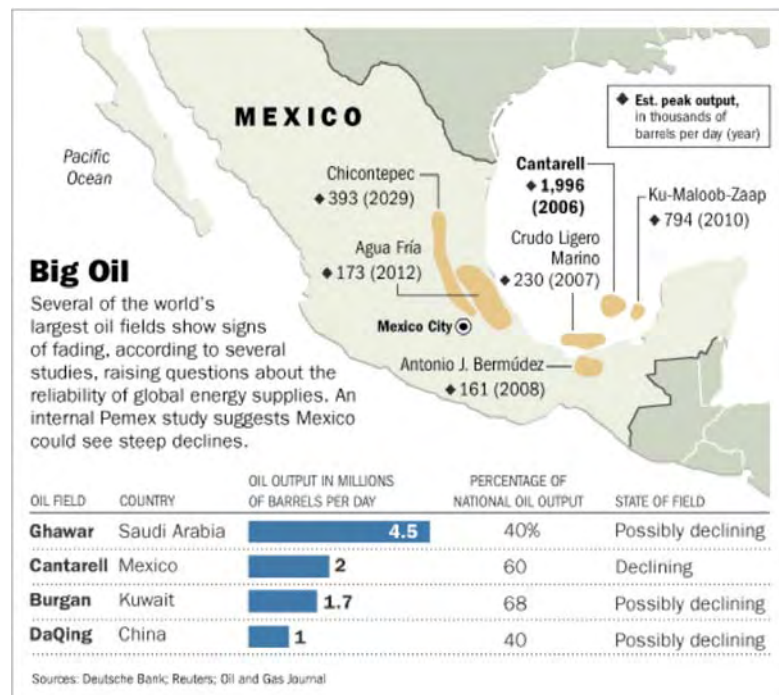 MEXICO
Pacific
Ocean
◆ Est. peak output,
in thousands of
barrels per day (year)
Chicontepec
◆ 393 (2029)
Cantarell
◆ 1,996
(2006)
Ku-Maloob-Zaap
◆ 794 (2010)
Agua Fría
◆ 173 (2012)
Crudo Ligero
Marino
◆ 230 (2007)
Mexico City
Antonio J. Bermúdez
◆ 161 (2008)
Big Oil
Several of the world's
largest oil fields show signs
of fading, according to several
studies, raising questions about the
reliability of global energy supplies. An
internal Pemex study suggests Mexico
could see steep declines.
OIL FIELD COUNTRY OIL OUTPUT IN MILLIONS OF BARRELS PER DAY PERCENTAGE OF NATIONAL OIL OUTPUT STATE OF FIELD
Ghawar Saudi Arabia 4.5 40% Possibly declining
Cantarell Mexico 2 60 Declining
Burgan Kuwait 1.7 68 Possibly declining
DaQing China 1 40 Possibly declining
Sources: Deutsche Bank; Reuters; Oil and Gas Journal